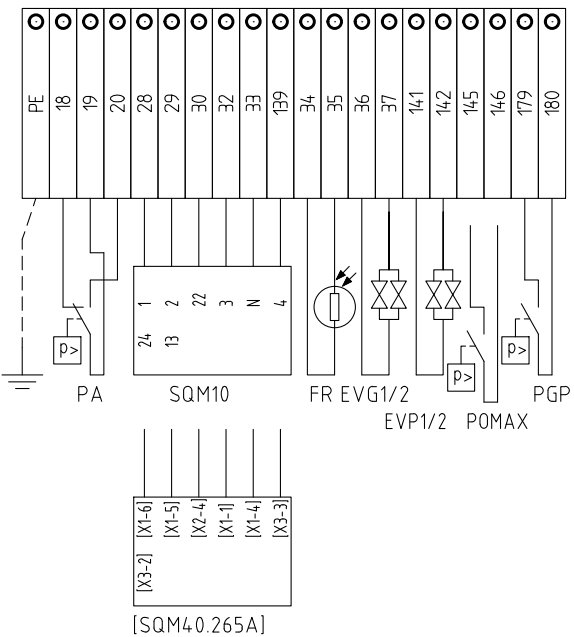 PE 18 19 20 28 29 30 32 33 139 34 35 36 37 141 142 145 146 179 180
1 2 22 3 N 4
24 13
p> p> p>
PA SQM10 FR EVG1/2 PGP
EVP1/2 POMAX
[X1-6] [X1-5] [X2-4] [X1-1] [X1-4] [X3-3]
[X3-2]
[SQM40.265A]